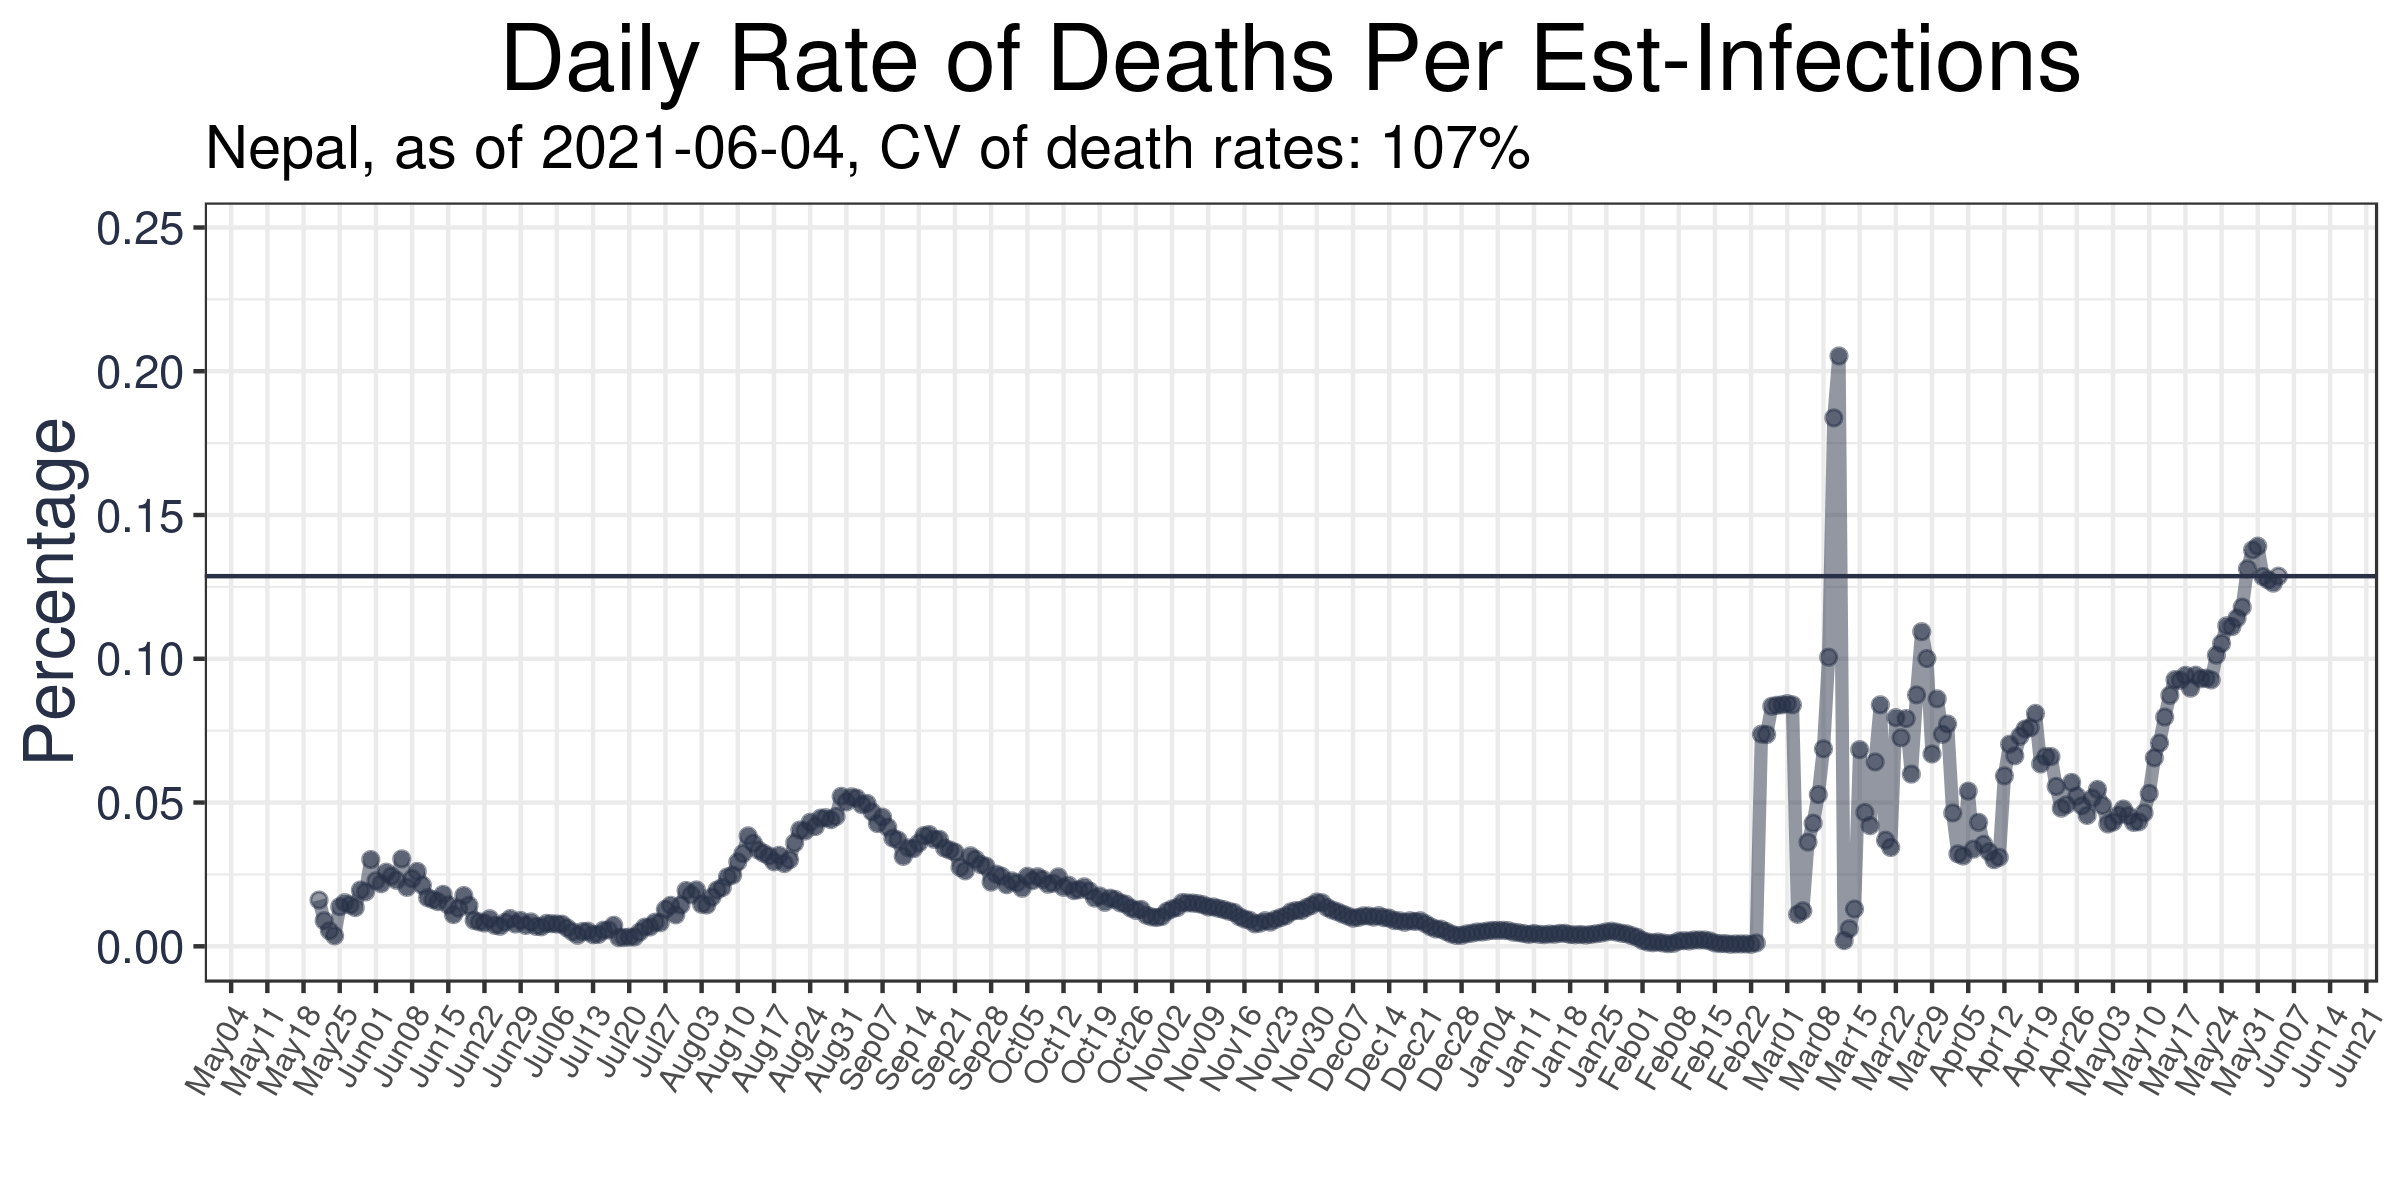 Daily Rate of Deaths Per Est-Infections
Nepal, as of 2021-06-04, CV of death rates: 107%
Percentage
0.25
0.20
0.15
0.10
0.05
0.00
May04
May11
May18
May25
Jun01
Jun08
Jun15
Jun22
Jun29
Jul06
Jul13
Jul20
Jul27
Aug03
Aug10
Aug17
Aug24
Aug31
Sep07
Sep14
Sep21
Sep28
Oct05
Oct12
Oct19
Oct26
Nov02
Nov09
Nov16
Nov23
Nov30
Dec07
Dec14
Dec21
Dec28
Jan04
Jan11
Jan18
Jan25
Feb01
Feb08
Feb15
Feb22
Mar01
Mar08
Mar15
Mar22
Mar29
Apr05
Apr12
Apr19
Apr26
May03
May10
May17
May24
May31
Jun07
Jun14
Jun21